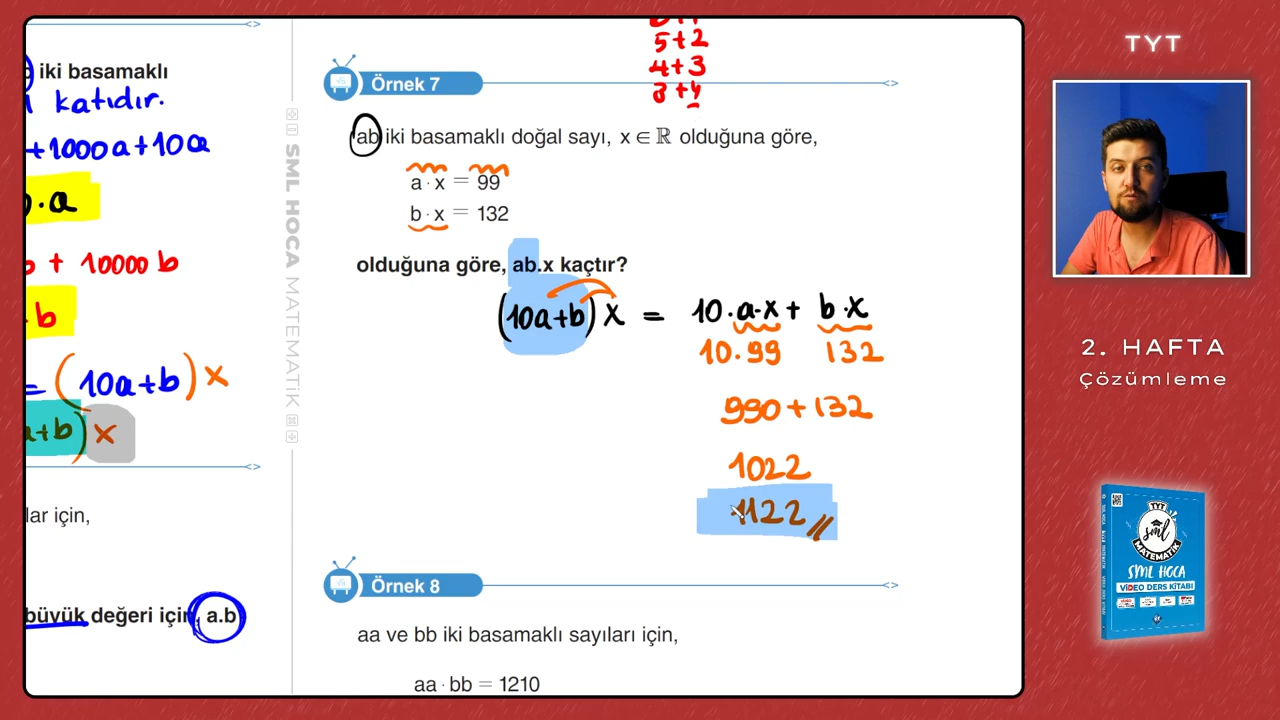 iki basamaklı
katıdır.
+1000a+10a
.a
+ 10000 b
b
= (10a+b)x
a+b) x
lar için,
büyük değeri için, a.b
SML HOCA MATEMATİK
5+2
4+3
3+4
Örnek 7
ab iki basamaklı doğal sayı, x ∈ ℝ olduğuna göre,
a · x = 99
b · x = 132
olduğuna göre, ab.x kaçtır?
(10a+b) x = 10.a.x + b.x
10.99 132
990+132
1022
1122
Örnek 8
aa ve bb iki basamaklı sayıları için,
aa · bb = 1210
TYT
2. HAFTA
Çözümleme
TYT
sml
MATEMATİK
SML HOCA
VİDEO DERS KİTABI